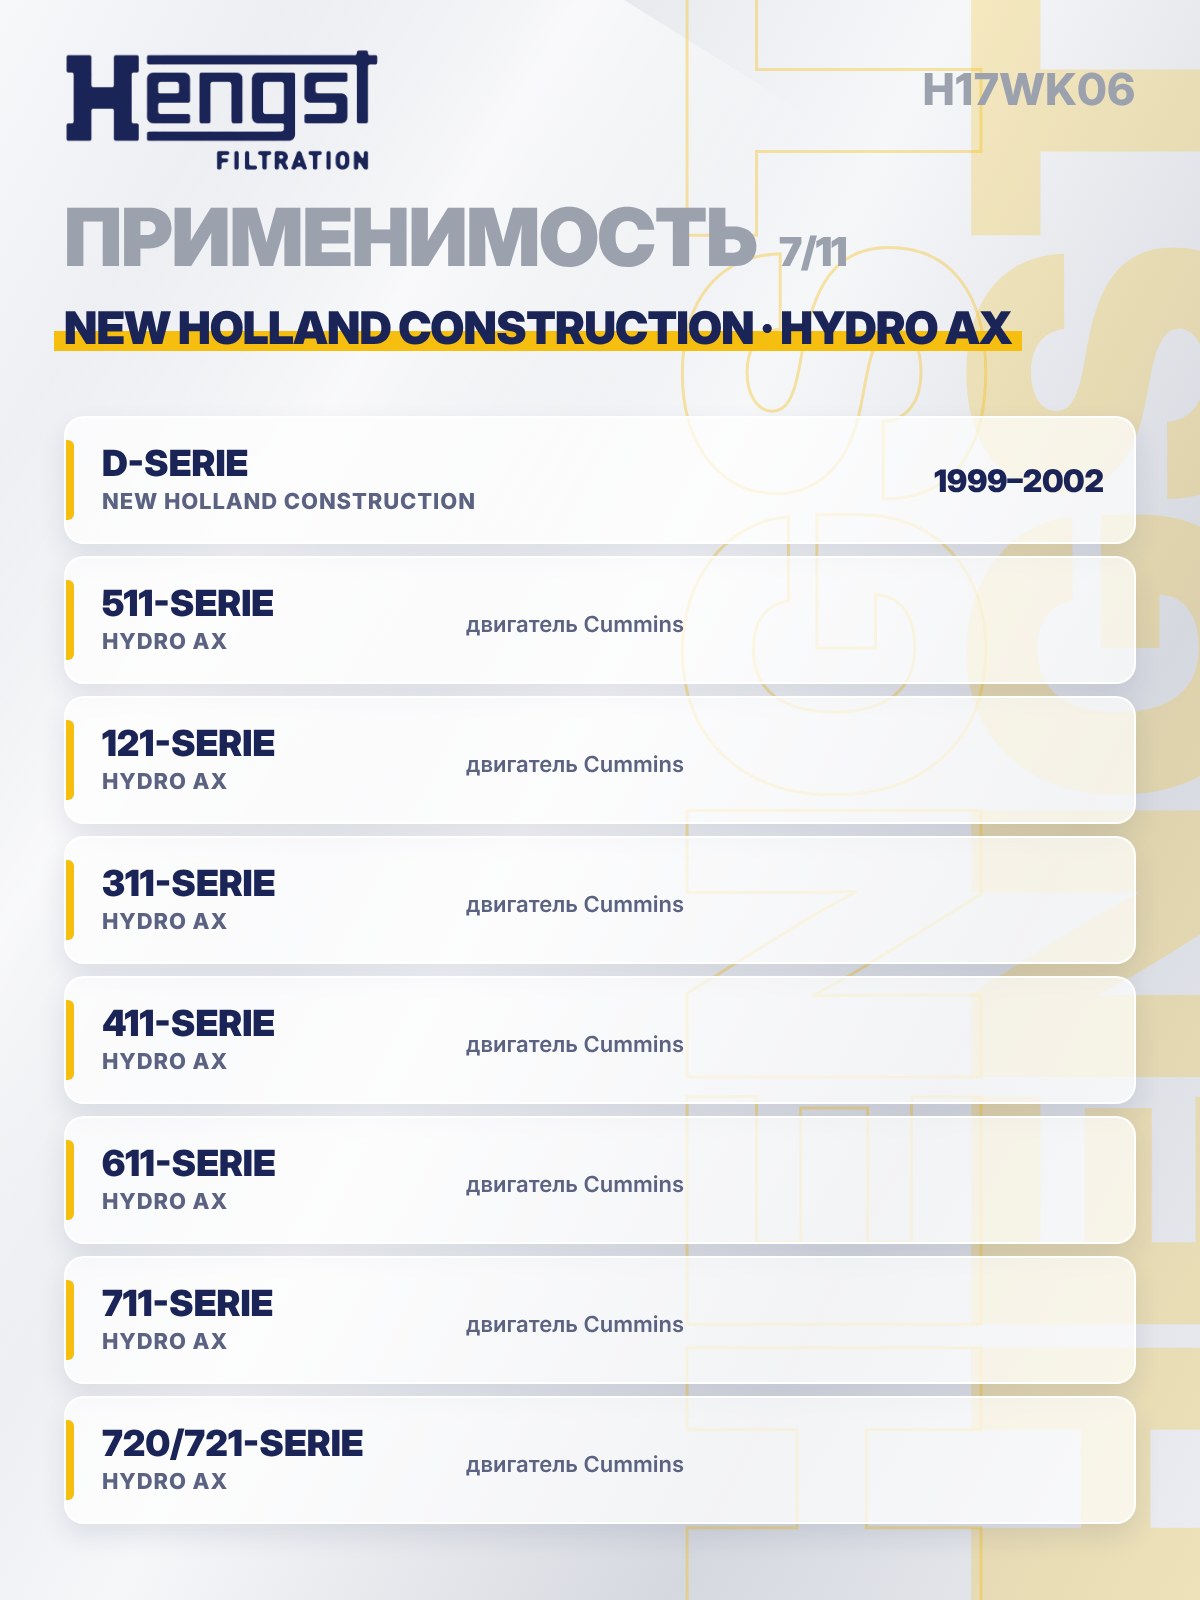 Hengst
FILTRATION
H17WK06
ПРИМЕНИМОСТЬ 7/11
NEW HOLLAND CONSTRUCTION · HYDRO AX
D-SERIE
NEW HOLLAND CONSTRUCTION
1999–2002
511-SERIE
HYDRO AX
двигатель Cummins
121-SERIE
HYDRO AX
двигатель Cummins
311-SERIE
HYDRO AX
двигатель Cummins
411-SERIE
HYDRO AX
двигатель Cummins
611-SERIE
HYDRO AX
двигатель Cummins
711-SERIE
HYDRO AX
двигатель Cummins
720/721-SERIE
HYDRO AX
двигатель Cummins
HENGST
HENGST